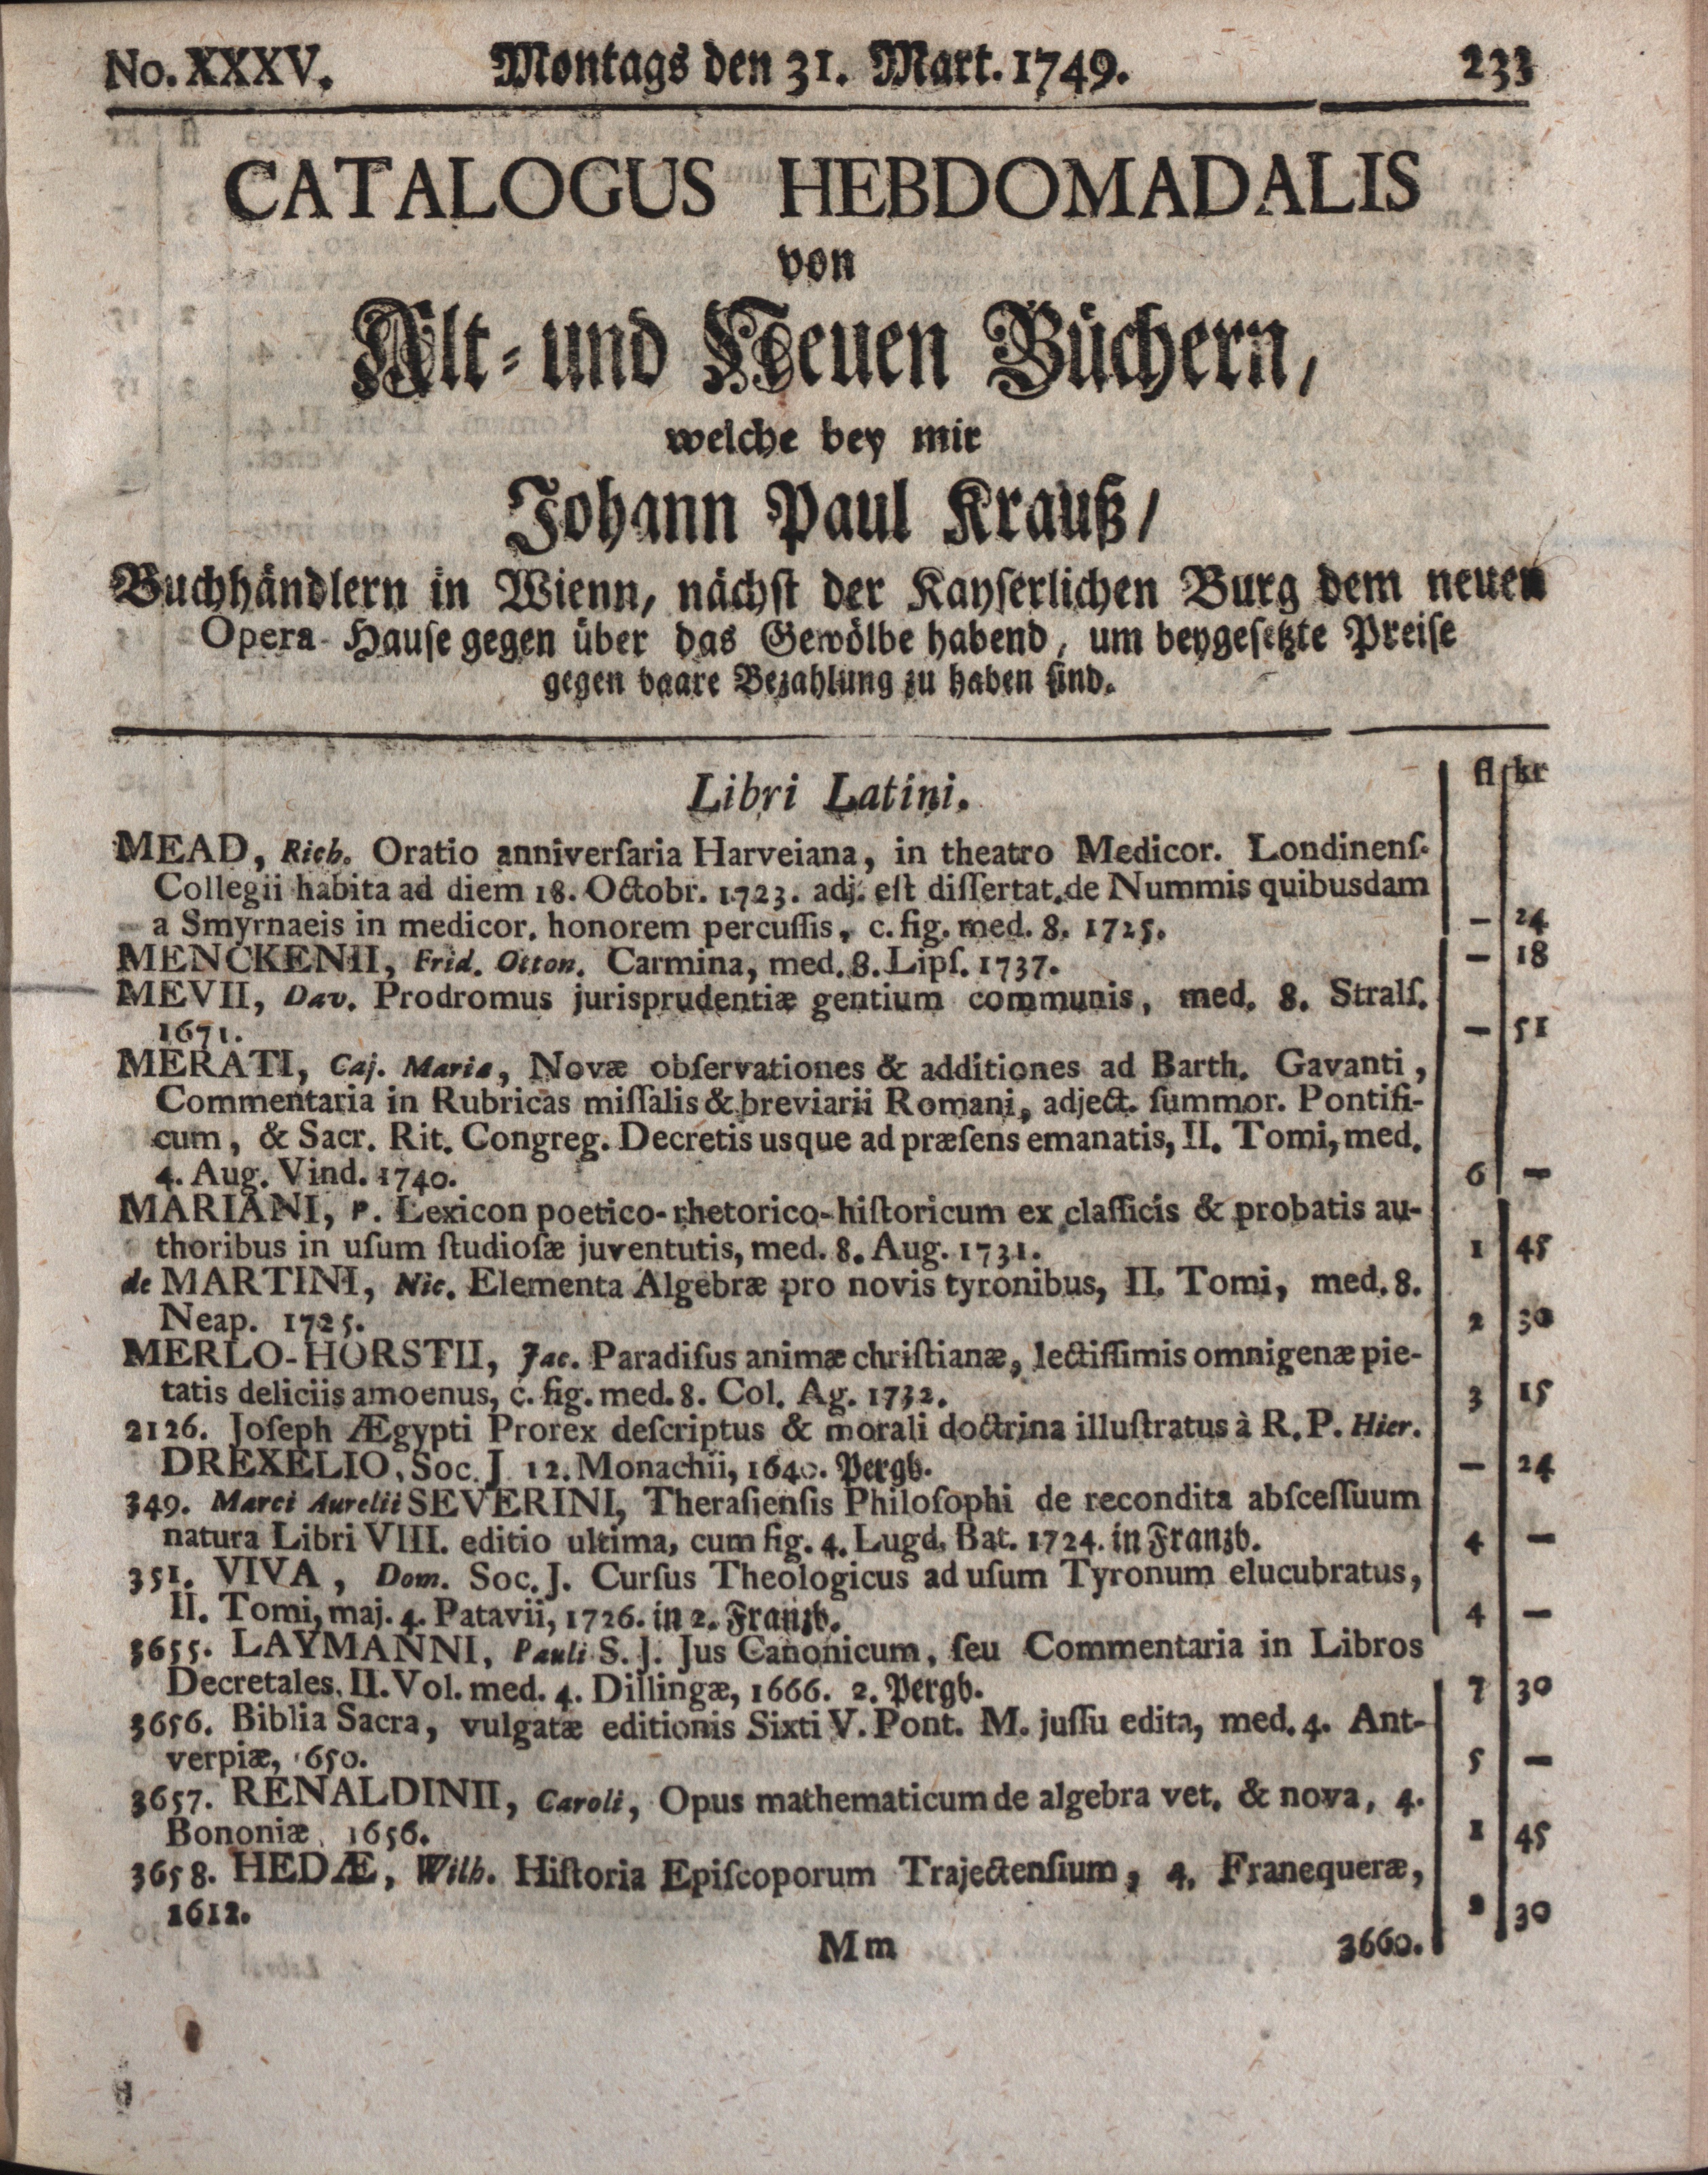 No. XXXV. Montags den 31. Mart. 1749. 233
CATALOGUS HEBDOMADALIS
von
Alt- und Neuen Büchern,
welche bey mir
Johann Paul Krauß/
Buchhändlern in Wienn, nächst der Kayserlichen Burg dem neuen
Opera-Hause gegen über das Gewölbe habend, um beygesetzte Preise
gegen baare Bezahlung zu haben sind.
Libri Latini. fl kr
MEAD, Rich. Oratio anniverſaria Harveiana, in theatro Medicor. Londinenſ.
Collegii habita ad diem 18. Octobr. 1723. adj. eſt diſſertat. de Nummis quibusdam
a Smyrnaeis in medicor. honorem percuſſis, c. fig. med. 8. 1725. — 24
MENCKENII, Frid. Otton. Carmina, med. 8. Lipſ. 1737. — 18
MEVII, Dav. Prodromus jurisprudentiæ gentium communis, med. 8. Stralſ.
1671. — 51
MERATI, Caj. Maria, Novæ obſervationes & additiones ad Barth. Gavanti,
Commentaria in Rubricas miſſalis & breviarii Romani, adject. ſummor. Pontifi-
cum, & Sacr. Rit. Congreg. Decretis usque ad præſens emanatis, II. Tomi, med.
4. Aug. Vind. 1740. 6 —
MARIANI, P. Lexicon poetico-rhetorico-hiſtoricum ex claſſicis & probatis au-
thoribus in uſum ſtudioſæ juventutis, med. 8. Aug. 1731. 1 45
de MARTINI, Nic. Elementa Algebræ pro novis tyronibus, II. Tomi, med. 8.
Neap. 1725. 2 30
MERLO-HORSTII, Jac. Paradiſus animæ chriſtianæ, lectiſſimis omnigenæ pie-
tatis deliciis amoenus, c. fig. med. 8. Col. Ag. 1732. 3 15
2126. Joſeph Ægypti Prorex deſcriptus & morali doctrina illuſtratus à R. P. Hier.
DREXELIO, Soc. J. 12. Monachii, 1640. Pergb. — 24
349. Marci Aurelii SEVERINI, Theraſienſis Philoſophi de recondita abſceſſuum
natura Libri VIII. editio ultima, cum fig. 4. Lugd. Bat. 1724. in Franzb. 4 —
351. VIVA, Dom. Soc. J. Curſus Theologicus ad uſum Tyronum elucubratus,
II. Tomi, maj. 4. Patavii, 1726. in 2. Franzb. 4 —
3655. LAYMANNI, Pauli S. J. Jus Canonicum, ſeu Commentaria in Libros
Decretales. II. Vol. med. 4. Dillingæ, 1666. 2. Pergb. 7 30
3656. Biblia Sacra, vulgatæ editionis Sixti V. Pont. M. juſſu edita, med. 4. Ant-
verpiæ, 1650. 5 —
3657. RENALDINII, Caroli, Opus mathematicum de algebra vet. & nova, 4.
Bononiæ, 1656. 1 45
3658. HEDÆ, Wilh. Hiſtoria Epiſcoporum Trajectenſium, 4. Franequeræ,
1612. 2 30
Mm 3660.